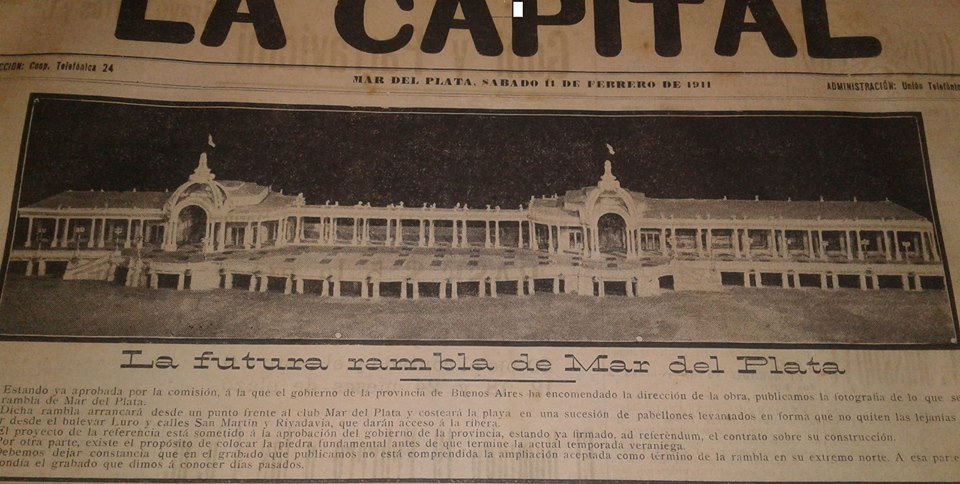 LA CAPITAL
CCION: Coop. Telefónica 24
MAR DEL PLATA, SABADO 11 DE FEBRERO DE 1911
ADMINISTRACIÓN: Unión Telefónic
La futura rambla de Mar del Plata
Estando ya aprobada por la comisión, á la que el gobierno de la provincia de Buenos Aires ha encomendado la dirección de la obra, publicamos la fotografía de lo que se
rambla de Mar del Plata.
Dicha rambla arrancará desde un punto frente al club Mar del Plata y costeará la playa en una sucesión de pabellones levantados en forma que no quiten las lejanías
r desde el bulevar Luro y calles San Martín y Rivadavia, que darán acceso á la ribera.
El proyecto de la referencia está sometido á la aprobación del gobierno de la provincia, estando ya firmado, ad referéndum, el contrato sobre su construcción.
Por otra parte, existe el propósito de colocar la piedra fundamental antes de que termine la actual temporada veraniega.
Debemos dejar constancia que en el grabado que publicamos no está comprendida la ampliación aceptada como término de la rambla en su extremo norte. A esa par
ondía el grabado que dimos á conocer días pasados.